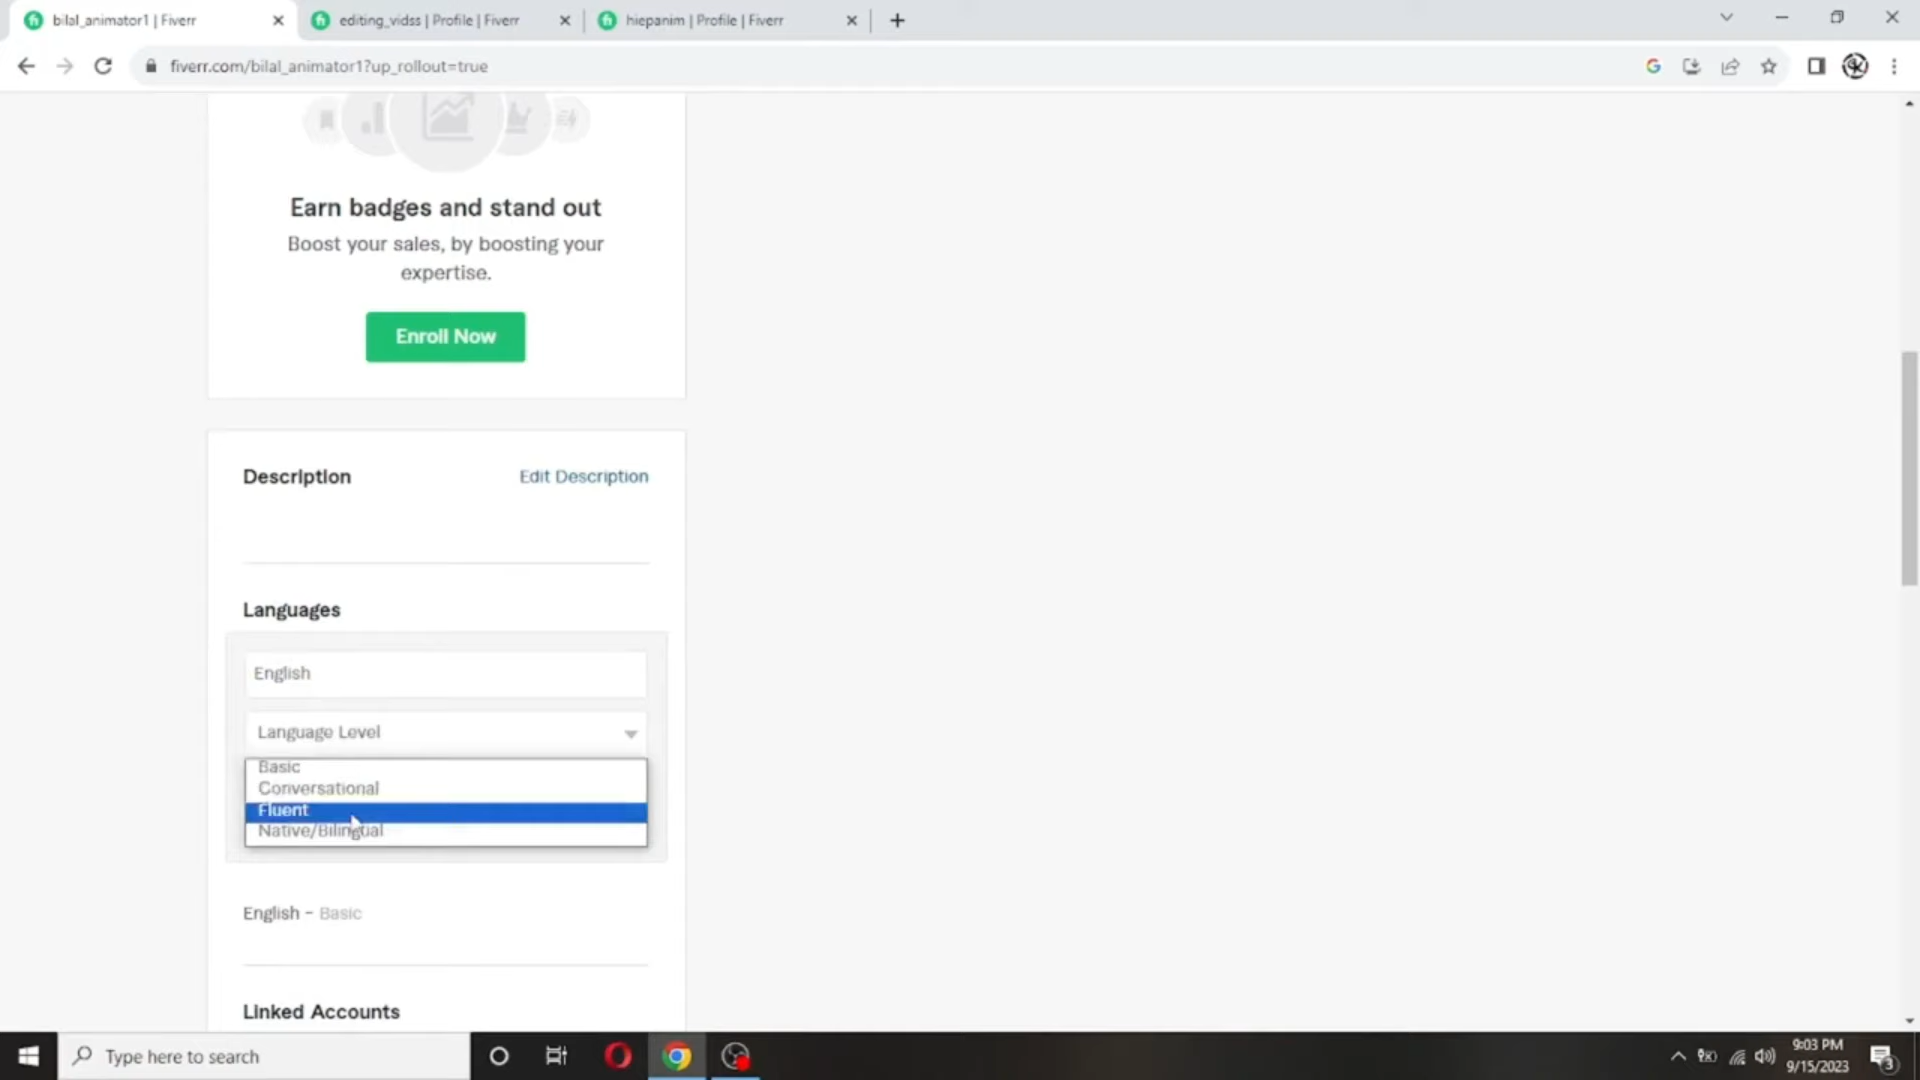 bilal_animator1 | Fiverr
editing_vidss | Profile | Fiverr
hiepanim | Profile | Fiverr
fiverr.com/bilal_animator1?up_rollout=true
Earn badges and stand out
Boost your sales, by boosting your
expertise.
Enroll Now
Description
Edit Description
Languages
English
Language Level
Basic
Conversational
Fluent
Native/Bilingual
English - Basic
Linked Accounts
Type here to search
9:03 PM
9/15/2023
3